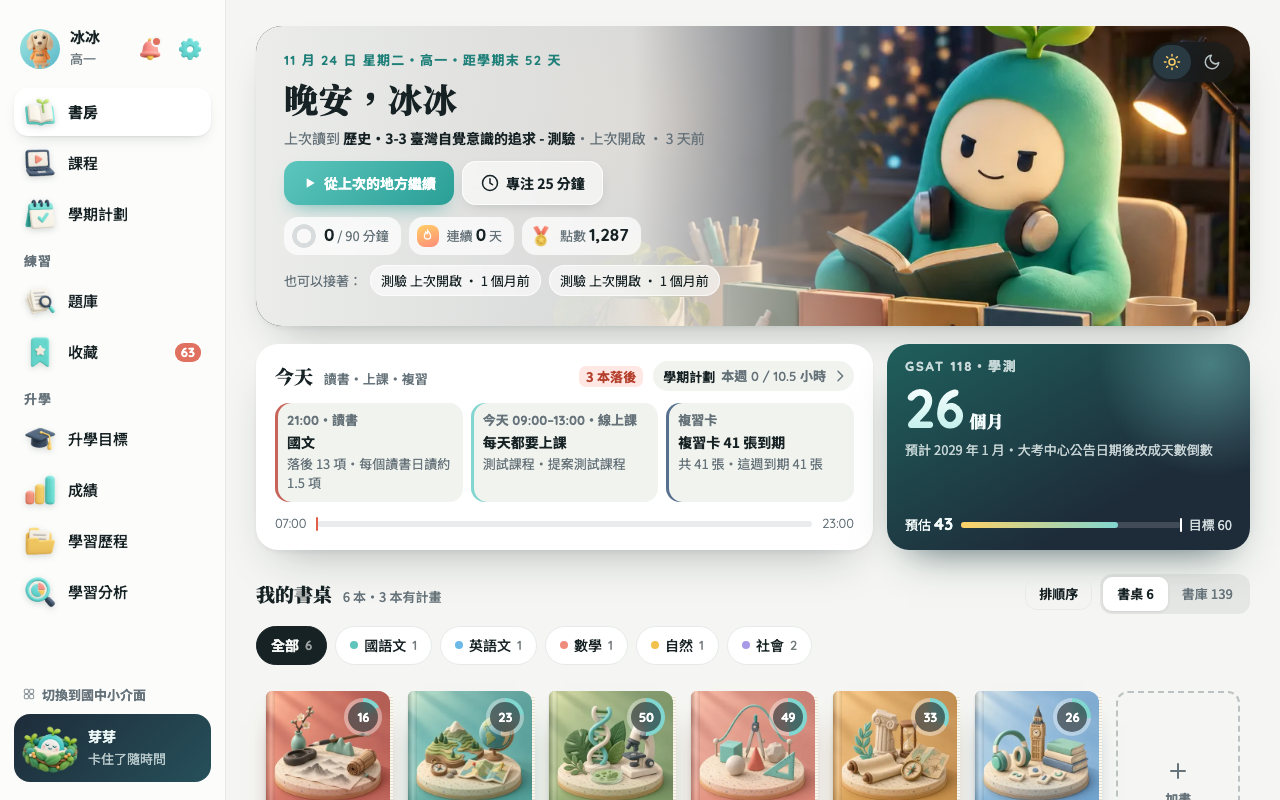 冰冰
高一
書房
課程
學期計劃
練習
題庫
收藏 63
升學
升學目標
成績
學習歷程
學習分析
切換到國中小介面
芽芽
卡住了隨時問
11 月 24 日 星期二・高一・距學期末 52 天
晚安，冰冰
上次讀到 歷史・3-3 臺灣自覺意識的追求 - 測驗・上次開啟 ・ 3 天前
從上次的地方繼續
專注 25 分鐘
0 / 90 分鐘
連續 0 天
點數 1,287
也可以接著：
測驗 上次開啟 ・ 1 個月前
測驗 上次開啟 ・ 1 個月前
今天 讀書・上課・複習
3 本落後
學期計劃 本週 0 / 10.5 小時
21:00・讀書
國文
落後 13 項・每個讀書日讀約
1.5 項
今天 09:00–13:00・線上課
每天都要上課
測試課程・提案測試課程
複習卡
複習卡 41 張到期
共 41 張・這週到期 41 張
07:00
23:00
GSAT 118・學測
26 個月
預計 2029 年 1 月・大考中心公告日期後改成天數倒數
預估 43
目標 60
我的書桌 6 本・3 本有計畫
排順序
書桌 6
書庫 139
全部 6
國語文 1
英語文 1
數學 1
自然 1
社會 2
16
23
50
49
33
26
加書